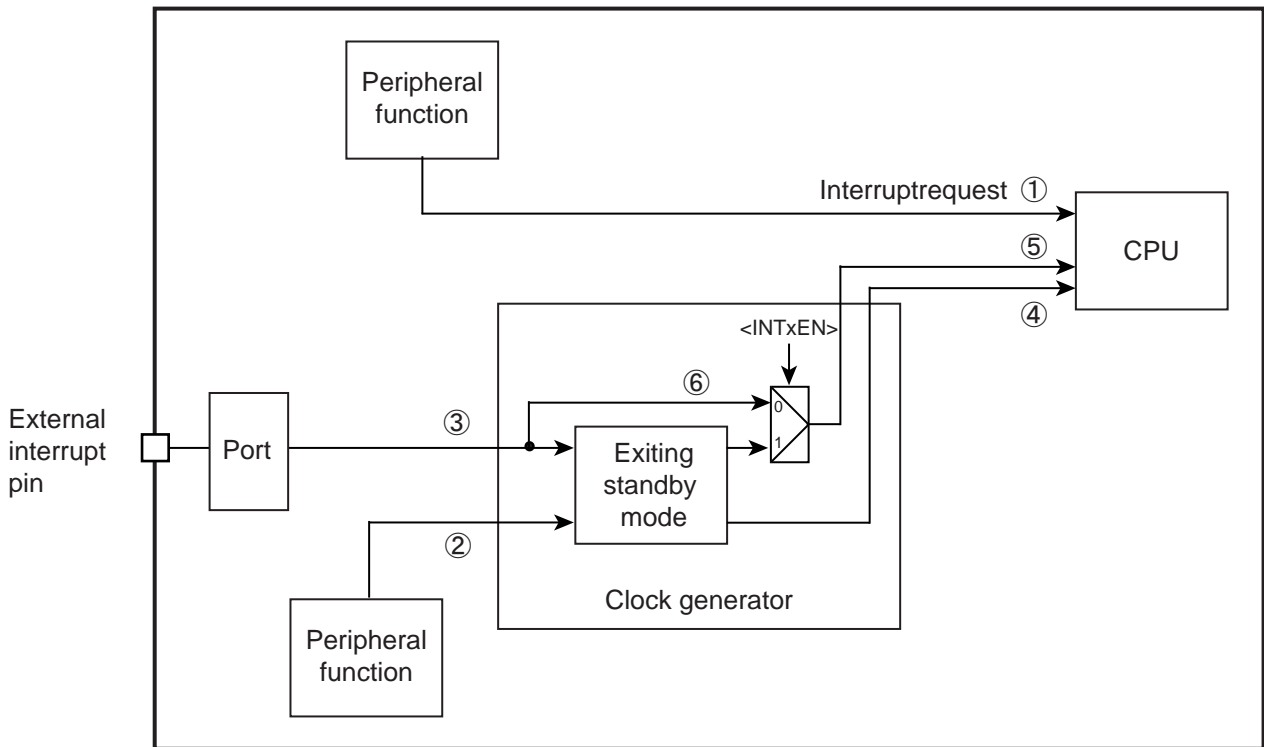 Peripheral
function
Interruptrequest ①
CPU
⑤
④
<INTxEN>
⑥
0
External
interrupt
pin
Port
③
1
Exiting
standby
mode
②
Clock generator
Peripheral
function